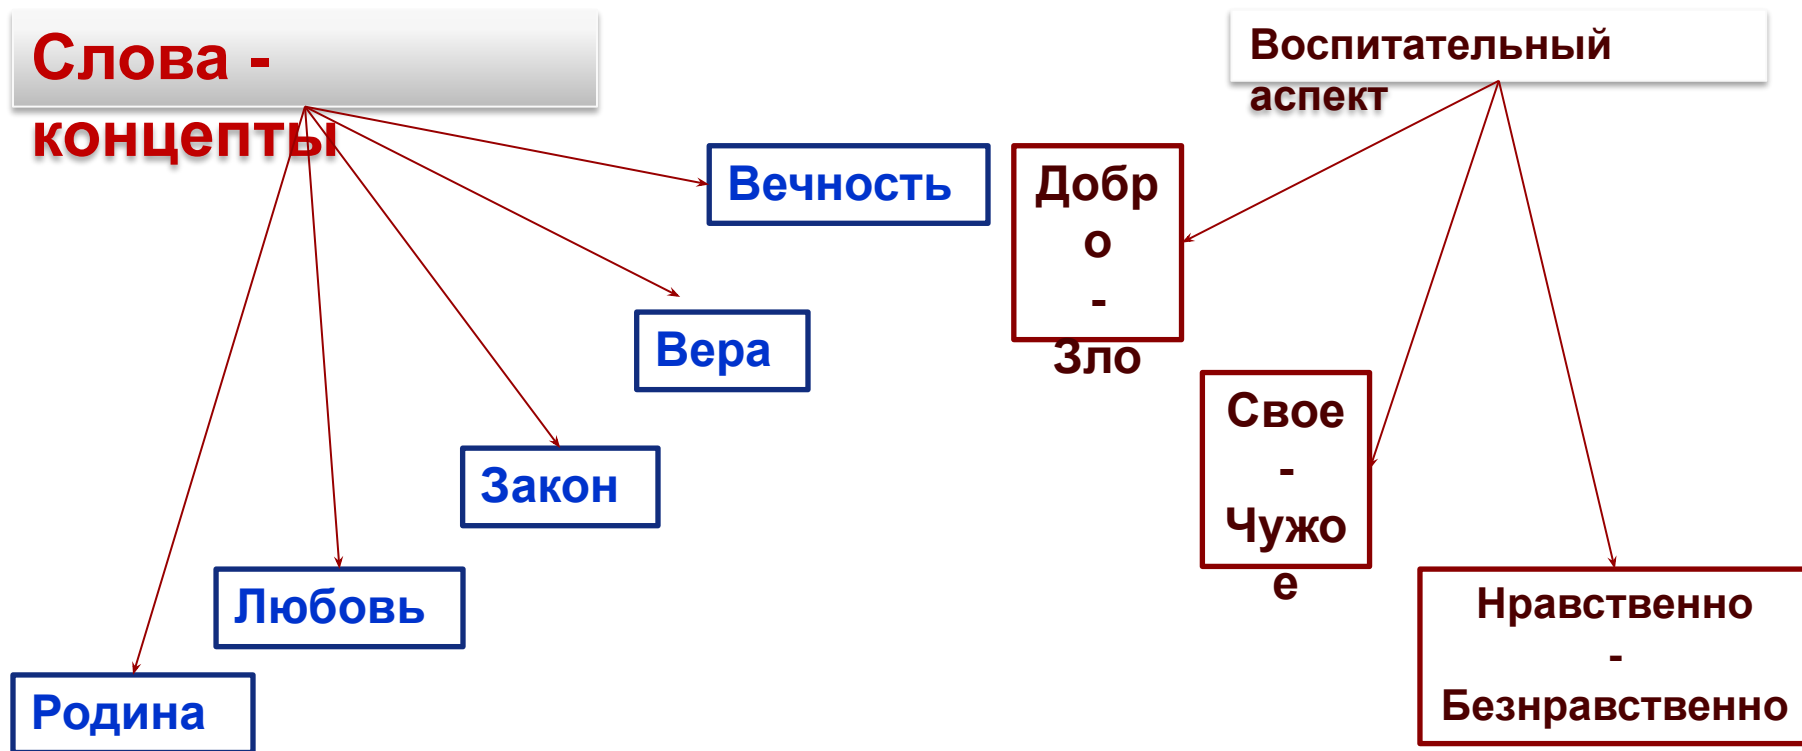 Слова -
концепты
Вечность
Вера
Закон
Любовь
Родина
Воспитательный
аспект
Добр
о
-
Зло
Свое
-
Чужо
е
Нравственно
-
Безнравственно